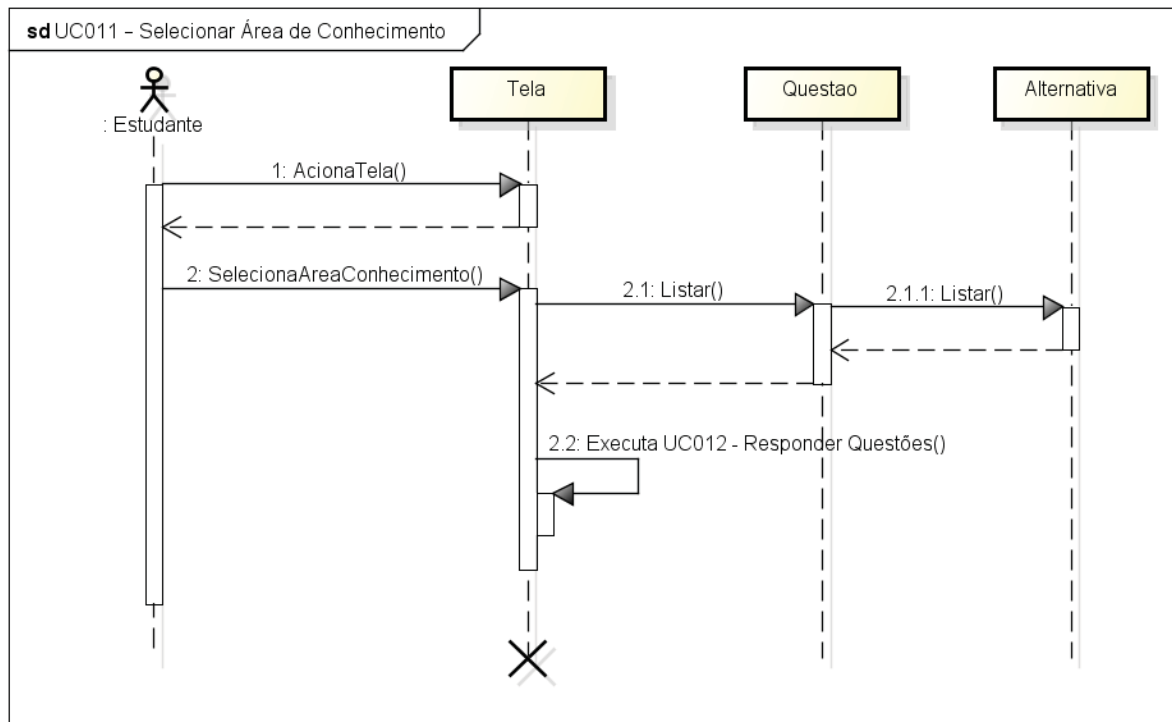 sd UC011 – Selecionar Área de Conhecimento
: Estudante
Tela
Questao
Alternativa
1: AcionaTela()
2: SelecionaAreaConhecimento()
2.1: Listar()
2.1.1: Listar()
2.2: Executa UC012 - Responder Questões()